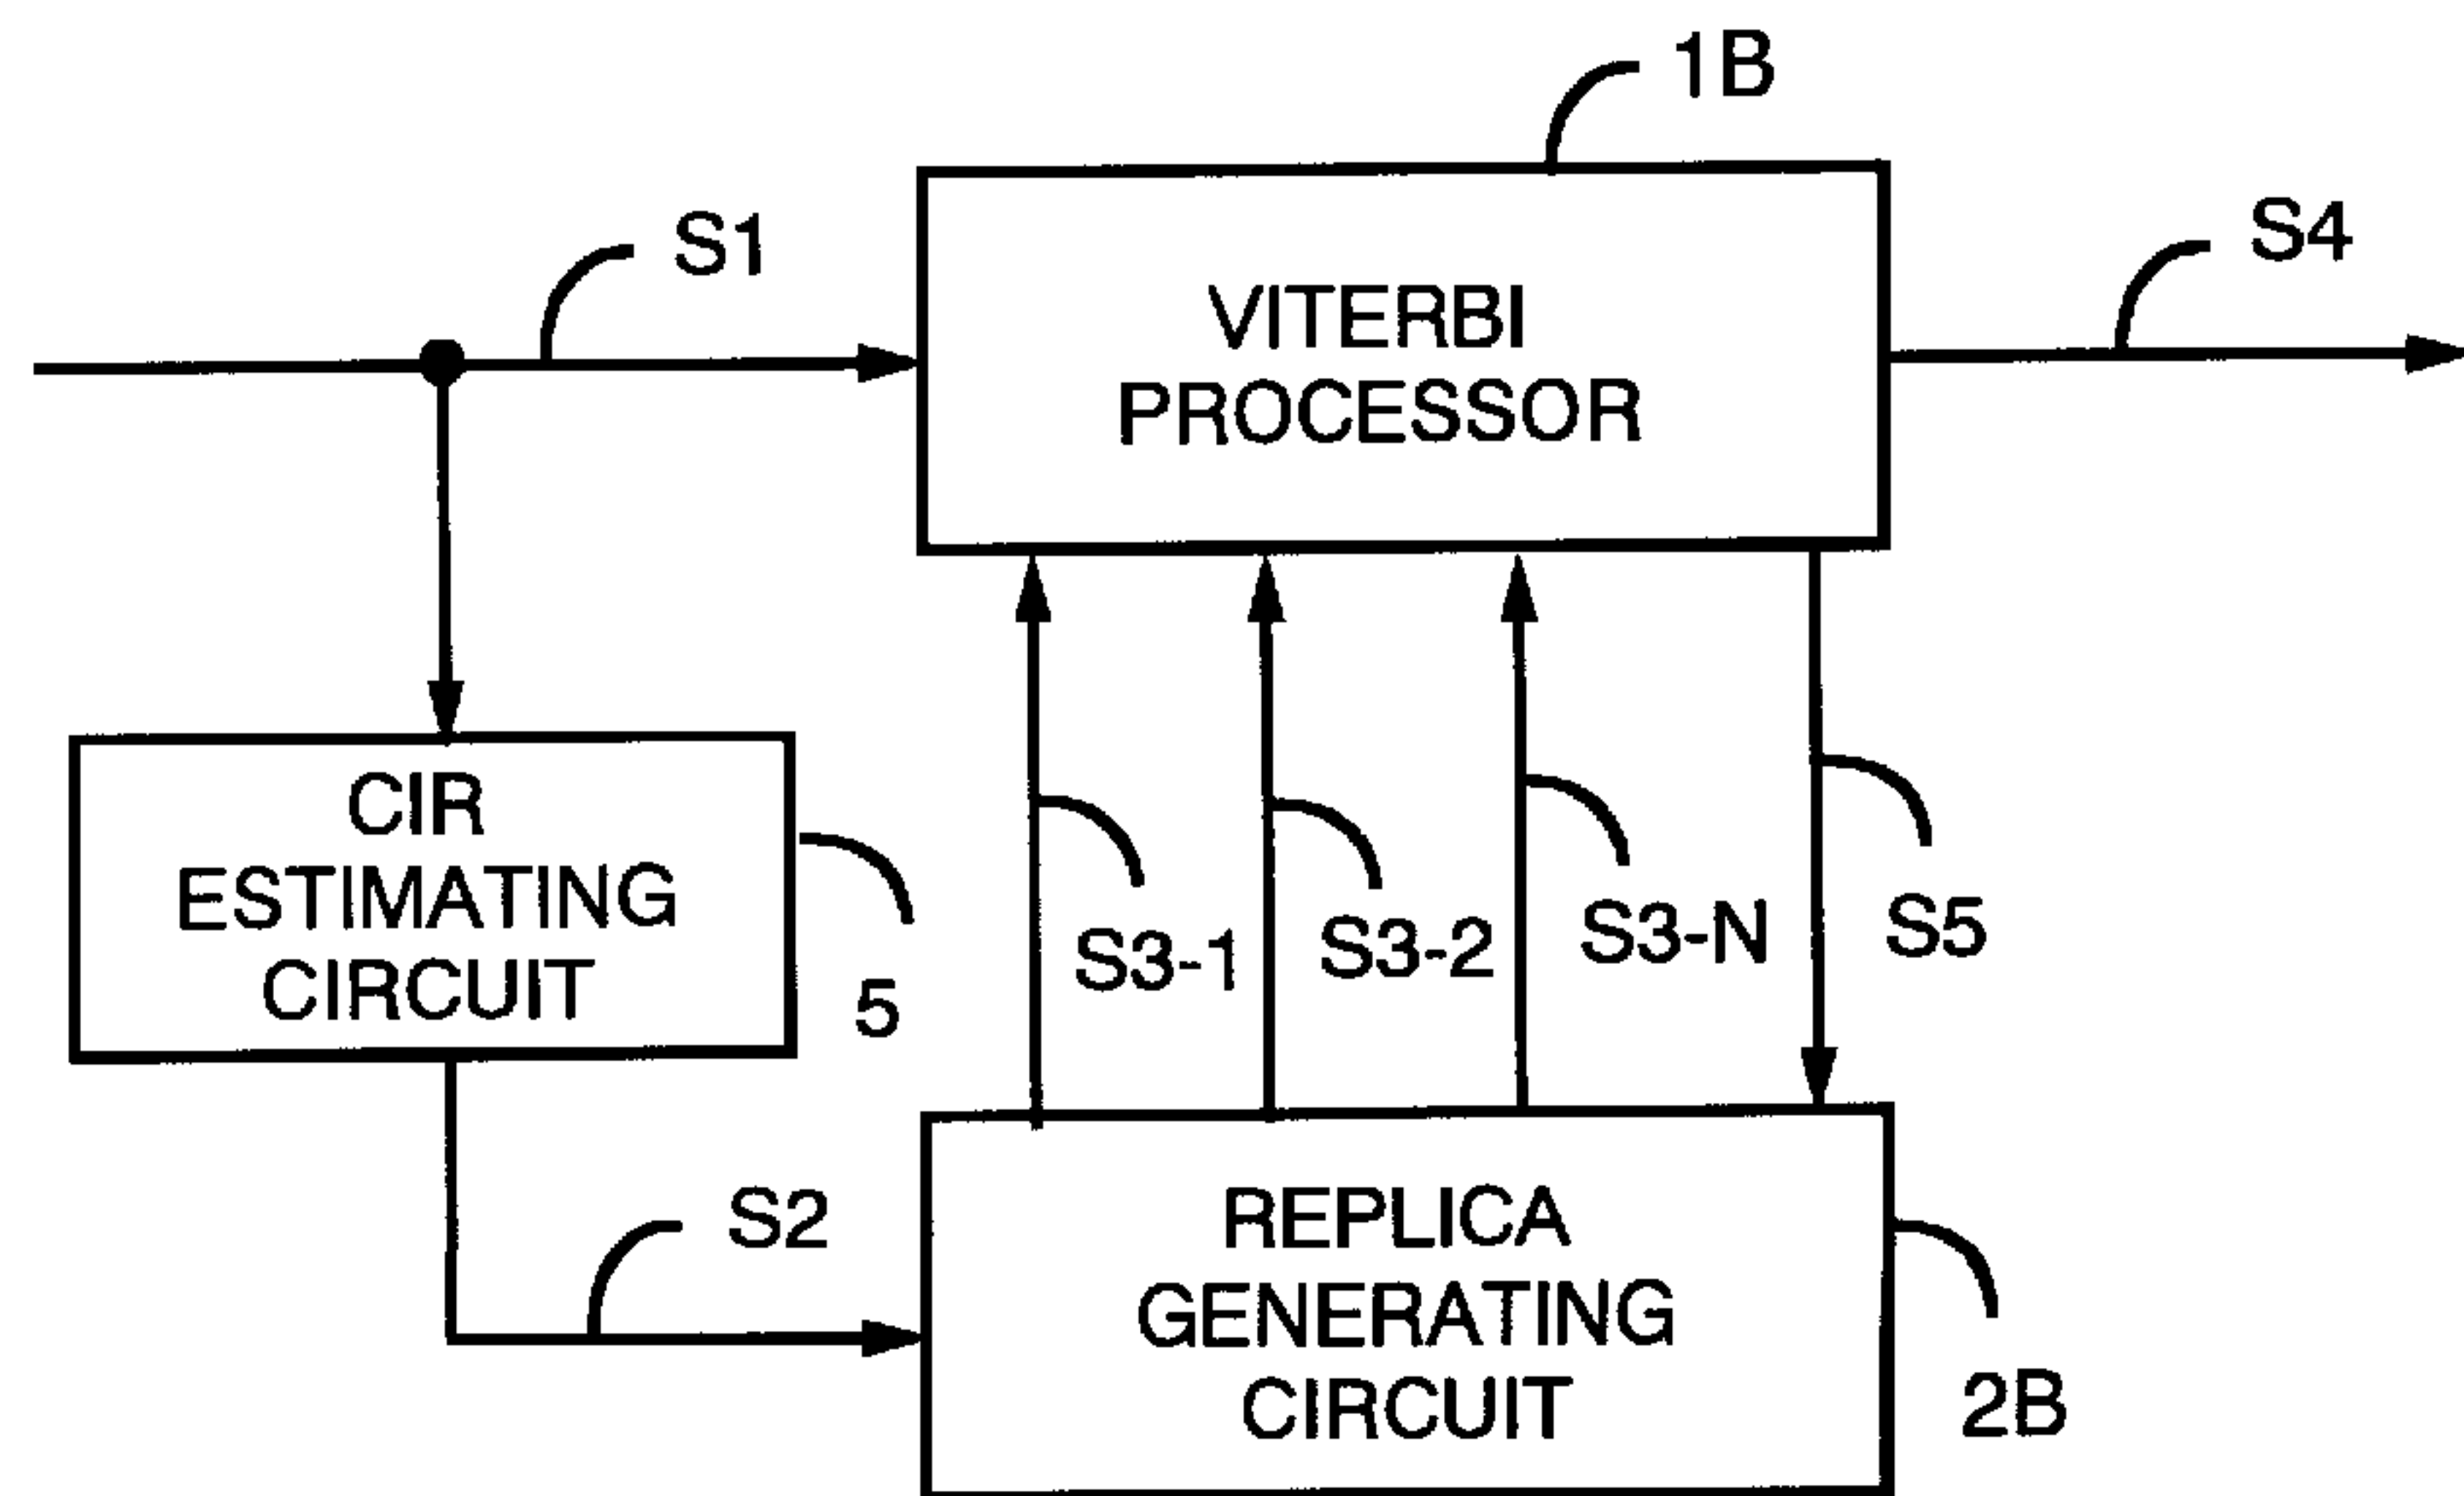 1B
S1
S4
VITERBI
PROCESSOR
CIR
ESTIMATING
CIRCUIT
5
S3-1
S3-2
S3-N
S5
S2
REPLICA
GENERATING
CIRCUIT
2B